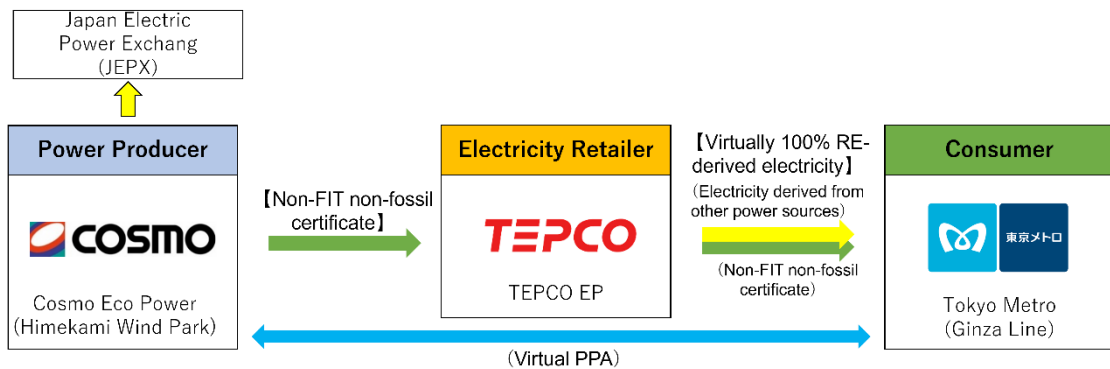 Japan Electric
Power Exchang
(JEPX)
Power Producer
COSMO
Cosmo Eco Power
(Himekami Wind Park)
【Non-FIT non-fossil
certificate】
Electricity Retailer
TEPCO
TEPCO EP
【Virtually 100% RE-
derived electricity】
(Electricity derived from
other power sources)
(Non-FIT non-fossil
certificate)
Consumer
東京メトロ
Tokyo Metro
(Ginza Line)
(Virtual PPA)